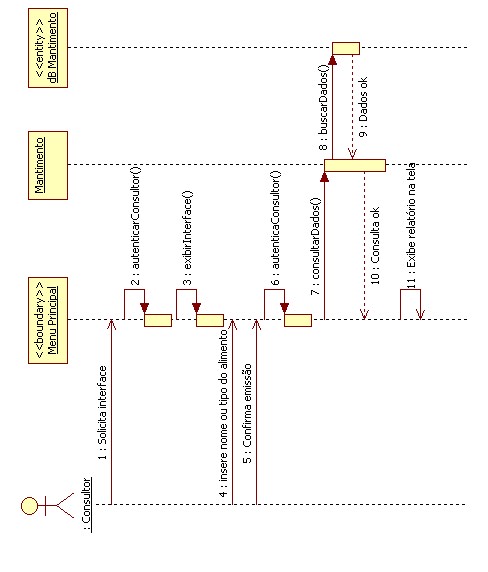 : Consultor
<<boundary>>
Menu Principal
Mantimento
<<entity>>
dB Mantimento
1 : Solicita interface
2 : autenticarConsultor()
3 : exibirInterface()
4 : insere nome ou tipo do alimento
5 : Confirma emissão
6 : autenticaConsultor()
7 : consultarDados()
8 : buscarDados()
9 : Dados ok
10 : Consulta ok
11 : Exibe relatório na tela